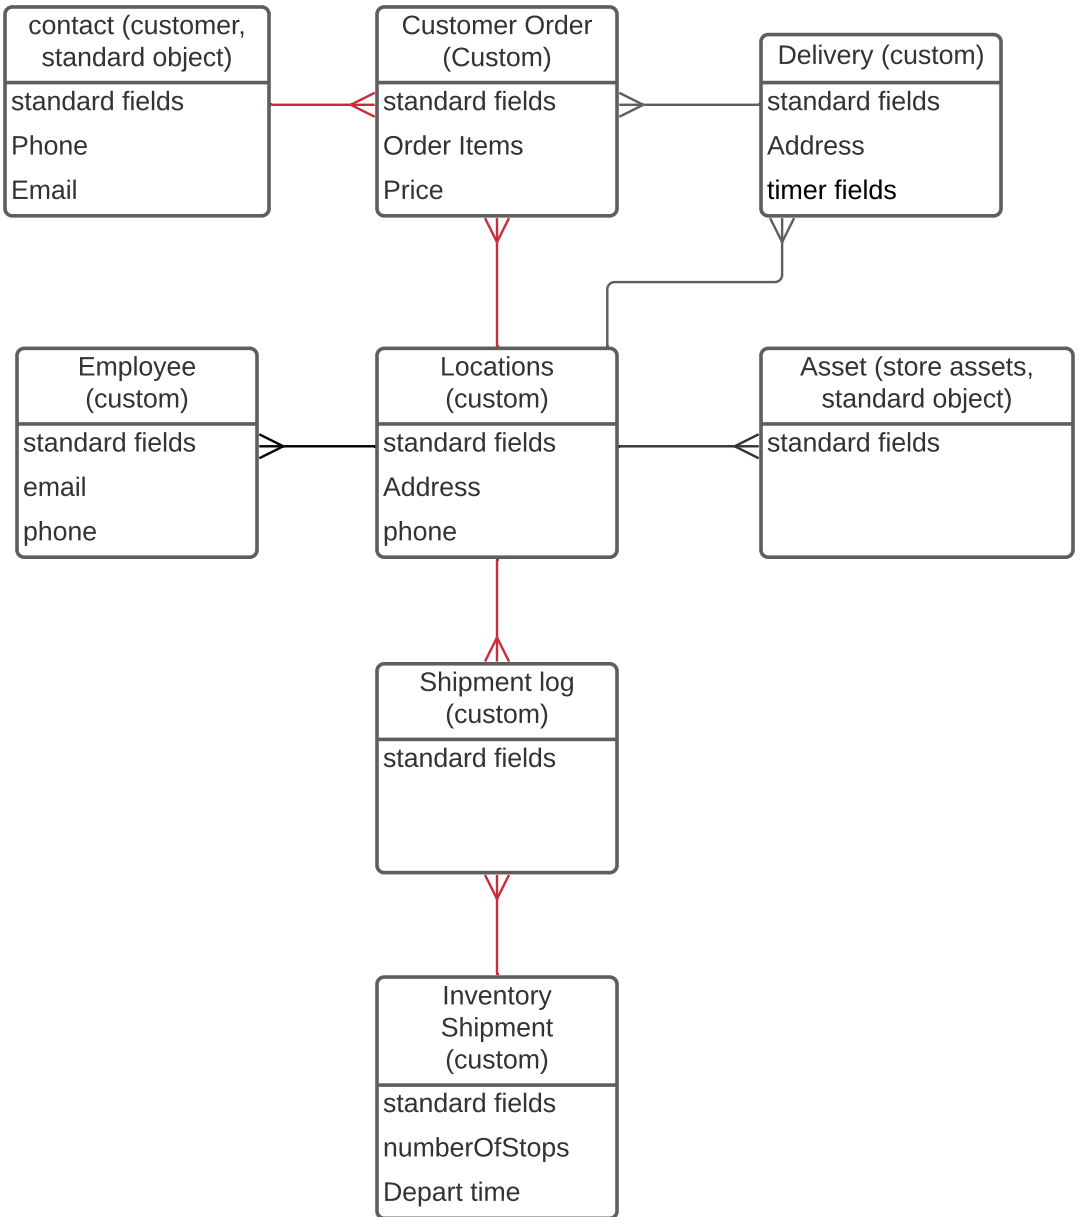 contact (customer,
standard object)
standard fields
Phone
Email
Customer Order
(Custom)
standard fields
Order Items
Price
Delivery (custom)
standard fields
Address
timer fields
Employee
(custom)
standard fields
email
phone
Locations
(custom)
standard fields
Address
phone
Asset (store assets,
standard object)
standard fields
Shipment log
(custom)
standard fields
Inventory
Shipment
(custom)
standard fields
numberOfStops
Depart time